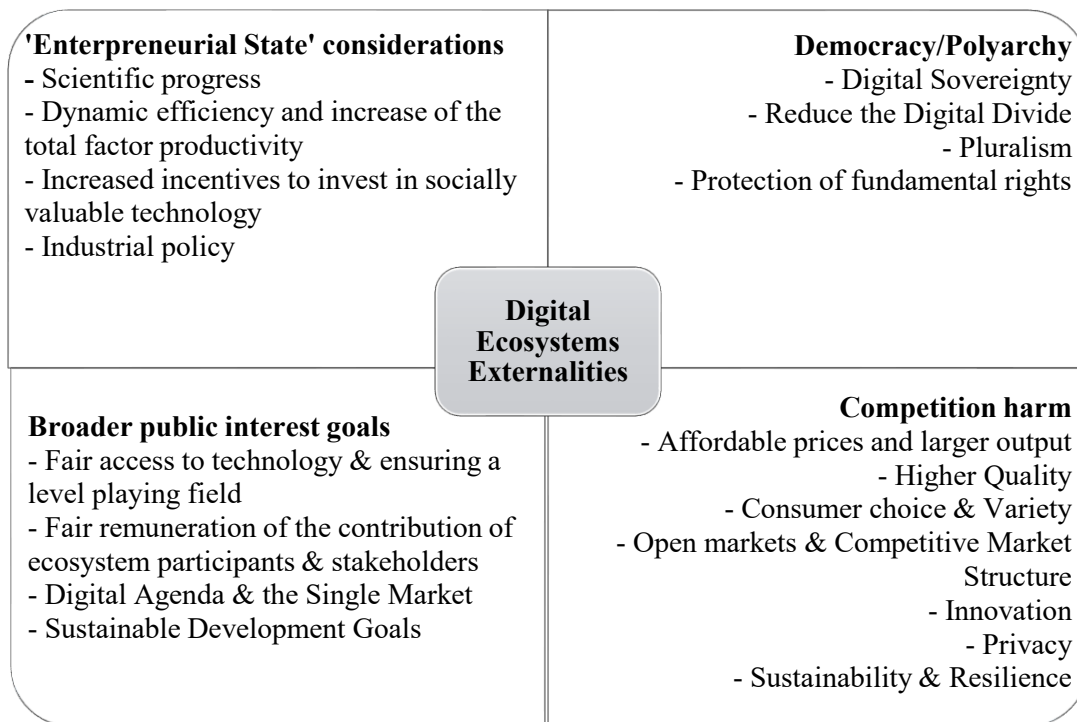 'Enterpreneurial State' considerations
- Scientific progress
- Dynamic efficiency and increase of the
total factor productivity
- Increased incentives to invest in socially
valuable technology
- Industrial policy
Democracy/Polyarchy
- Digital Sovereignty
- Reduce the Digital Divide
- Pluralism
- Protection of fundamental rights
Digital
Ecosystems
Externalities
Broader public interest goals
- Fair access to technology & ensuring a
level playing field
- Fair remuneration of the contribution of
ecosystem participants & stakeholders
- Digital Agenda & the Single Market
- Sustainable Development Goals
Competition harm
- Affordable prices and larger output
- Higher Quality
- Consumer choice & Variety
- Open markets & Competitive Market
Structure
- Innovation
- Privacy
- Sustainability & Resilience